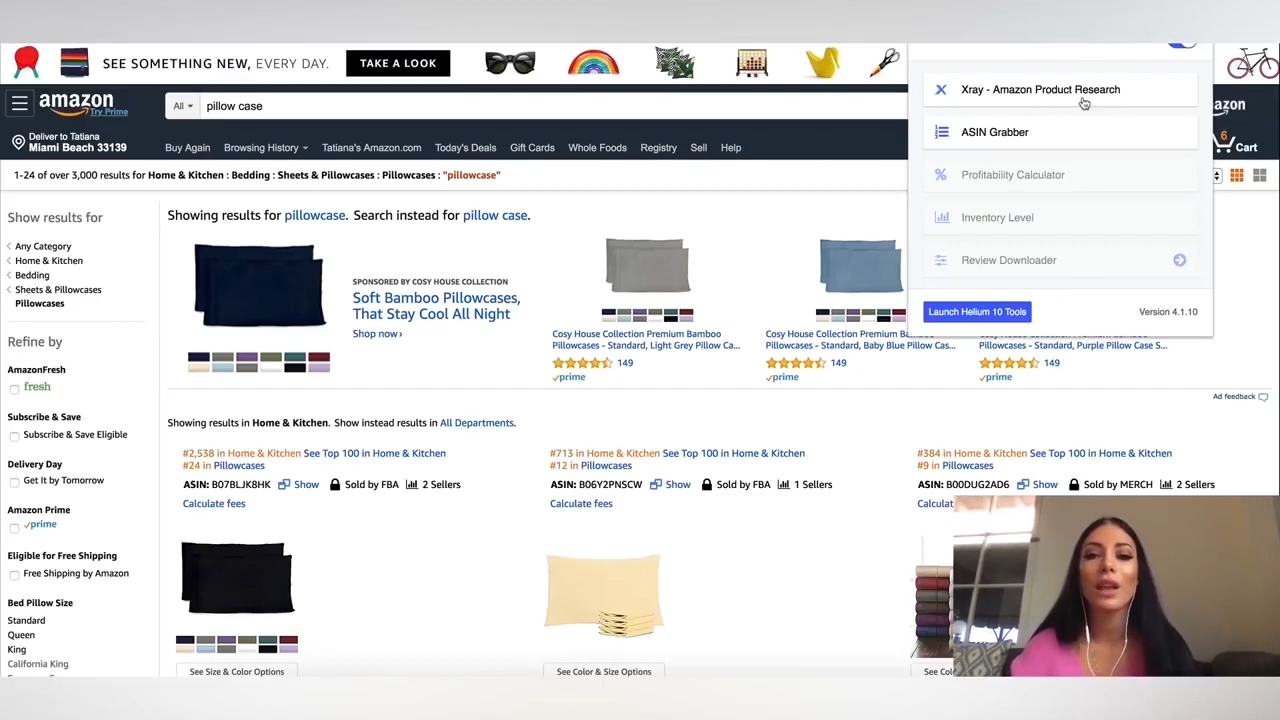 SEE SOMETHING NEW, EVERY DAY.
TAKE A LOOK
amazon
Try Prime
All
pillow case
Deliver to Tatiana
Miami Beach 33139
Buy Again
Browsing History
Tatiana's Amazon.com
Today's Deals
Gift Cards
Whole Foods
Registry
Sell
Help
azon
6
Cart
1-24 of over 3,000 results for Home & Kitchen : Bedding : Sheets & Pillowcases : Pillowcases : "pillowcase"
Xray - Amazon Product Research
ASIN Grabber
Profitability Calculator
Inventory Level
Review Downloader
Launch Helium 10 Tools
Version 4.1.10
Show results for
Any Category
Home & Kitchen
Bedding
Sheets & Pillowcases
Pillowcases
Refine by
AmazonFresh
fresh
Subscribe & Save
Subscribe & Save Eligible
Delivery Day
Get It by Tomorrow
Amazon Prime
prime
Eligible for Free Shipping
Free Shipping by Amazon
Bed Pillow Size
Standard
Queen
King
California King
Showing results for pillowcase. Search instead for pillow case.
SPONSORED BY COSY HOUSE COLLECTION
Soft Bamboo Pillowcases,
That Stay Cool All Night
Shop now ›
Cosy House Collection Premium Bamboo
Pillowcases - Standard, Light Grey Pillow Ca...
149
prime
Cosy House Collection Premium Ba
Pillowcases - Standard, Baby Blue Pillow Cas...
149
prime
Pillowcases - Standard, Purple Pillow Case S...
149
prime
Ad feedback
Showing results in Home & Kitchen. Show instead results in All Departments.
#2,538 in Home & Kitchen See Top 100 in Home & Kitchen
#24 in Pillowcases
ASIN: B07BLJK8HK Show Sold by FBA 2 Sellers
Calculate fees
#713 in Home & Kitchen See Top 100 in Home & Kitchen
#12 in Pillowcases
ASIN: B06Y2PNSCW Show Sold by FBA 1 Sellers
Calculate fees
#384 in Home & Kitchen See Top 100 in Home & Kitchen
#9 in Pillowcases
ASIN: B00DUG2AD6 Show Sold by MERCH 2 Sellers
Calculat
See Size & Color Options
See Color & Size Options
See Col